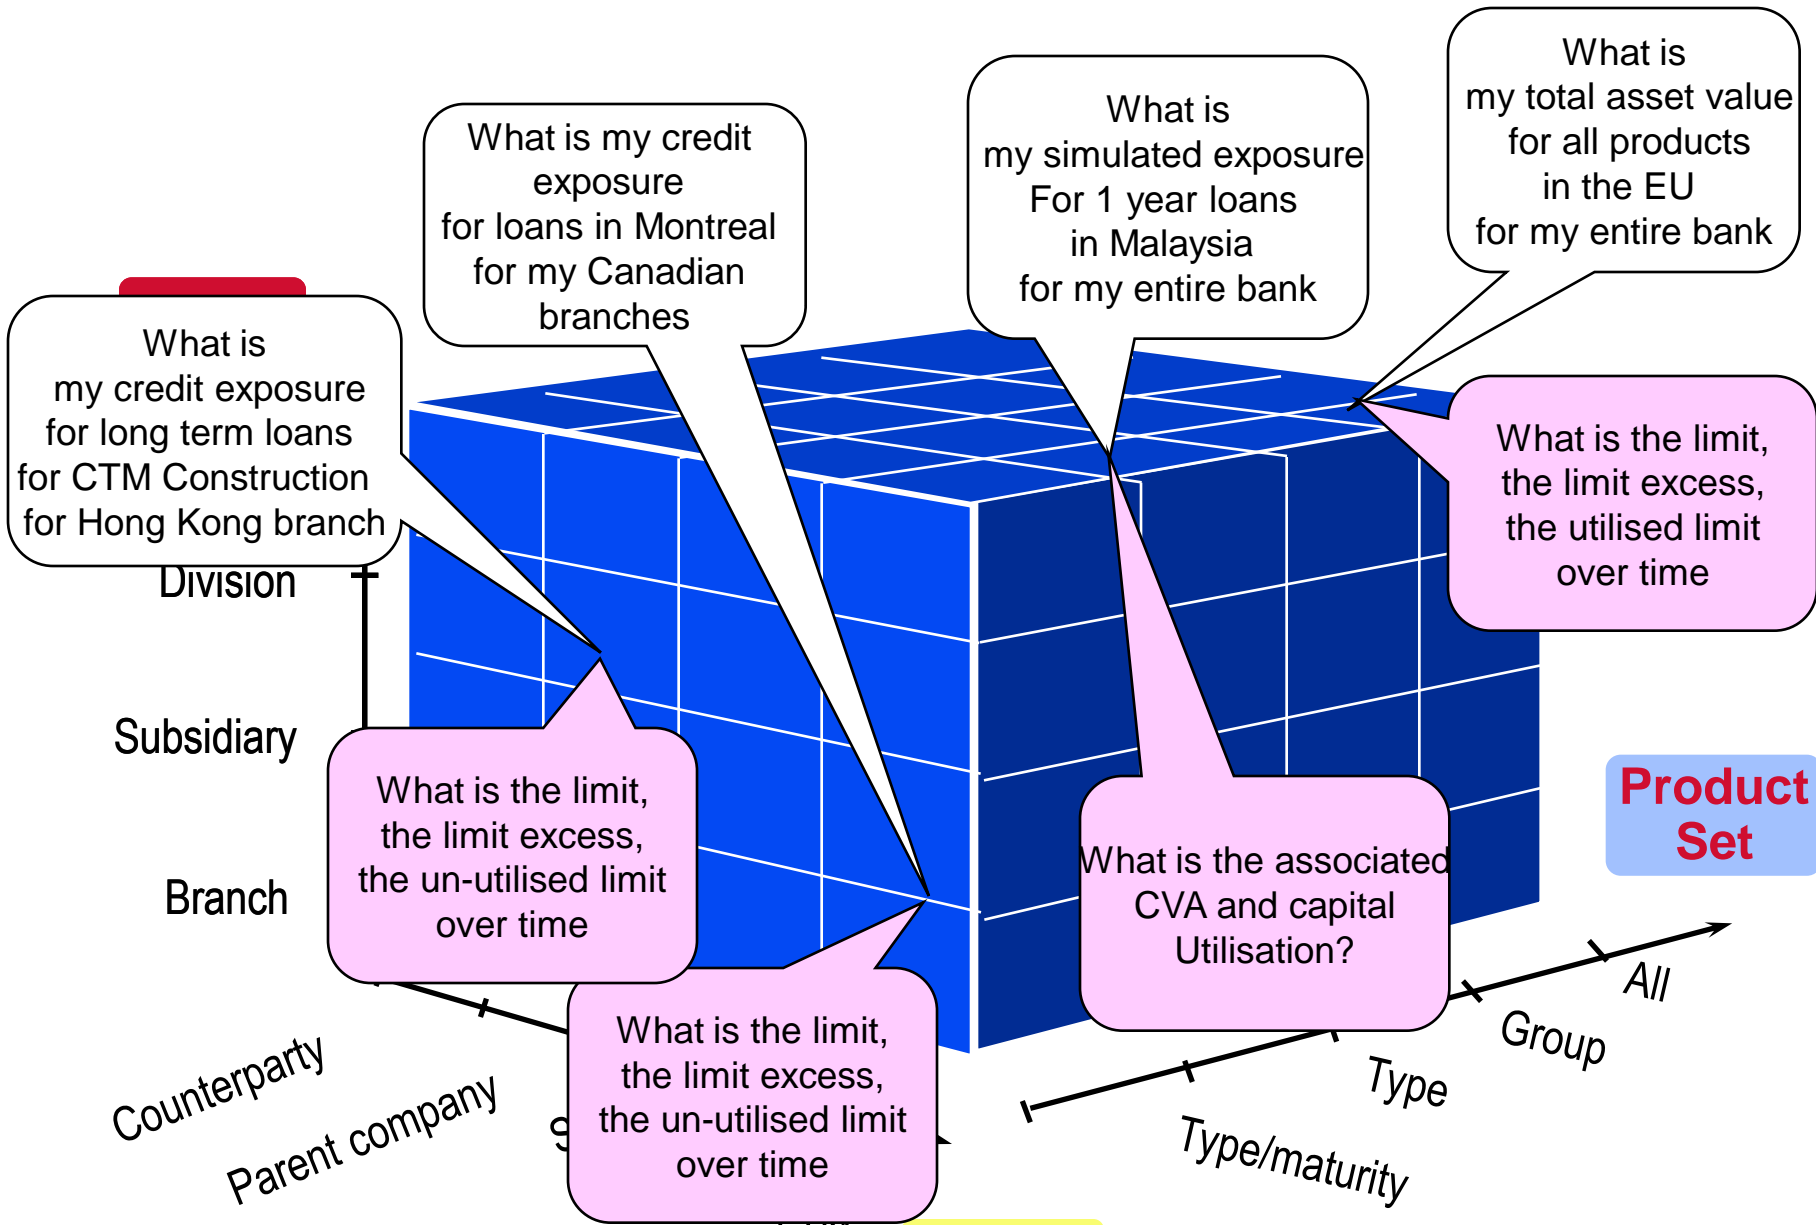 What is
my total asset value
for all products
in the EU
for my entire bank
What is
my simulated exposure
For 1 year loans
in Malaysia
for my entire bank
What is my credit
exposure
for loans in Montreal
for my Canadian
branches
What is
my credit exposure
for long term loans
for CTM Construction
for Hong Kong branch
What is the limit,
the limit excess,
the utilised limit
over time
Division
Subsidiary
Branch
What is the limit,
the limit excess,
the un-utilised limit
over time
What is the associated
CVA and capital
Utilisation?
Product
Set
What is the limit,
the limit excess,
the un-utilised limit
over time
Counterparty
Parent company
Type/maturity
Type
Group
All